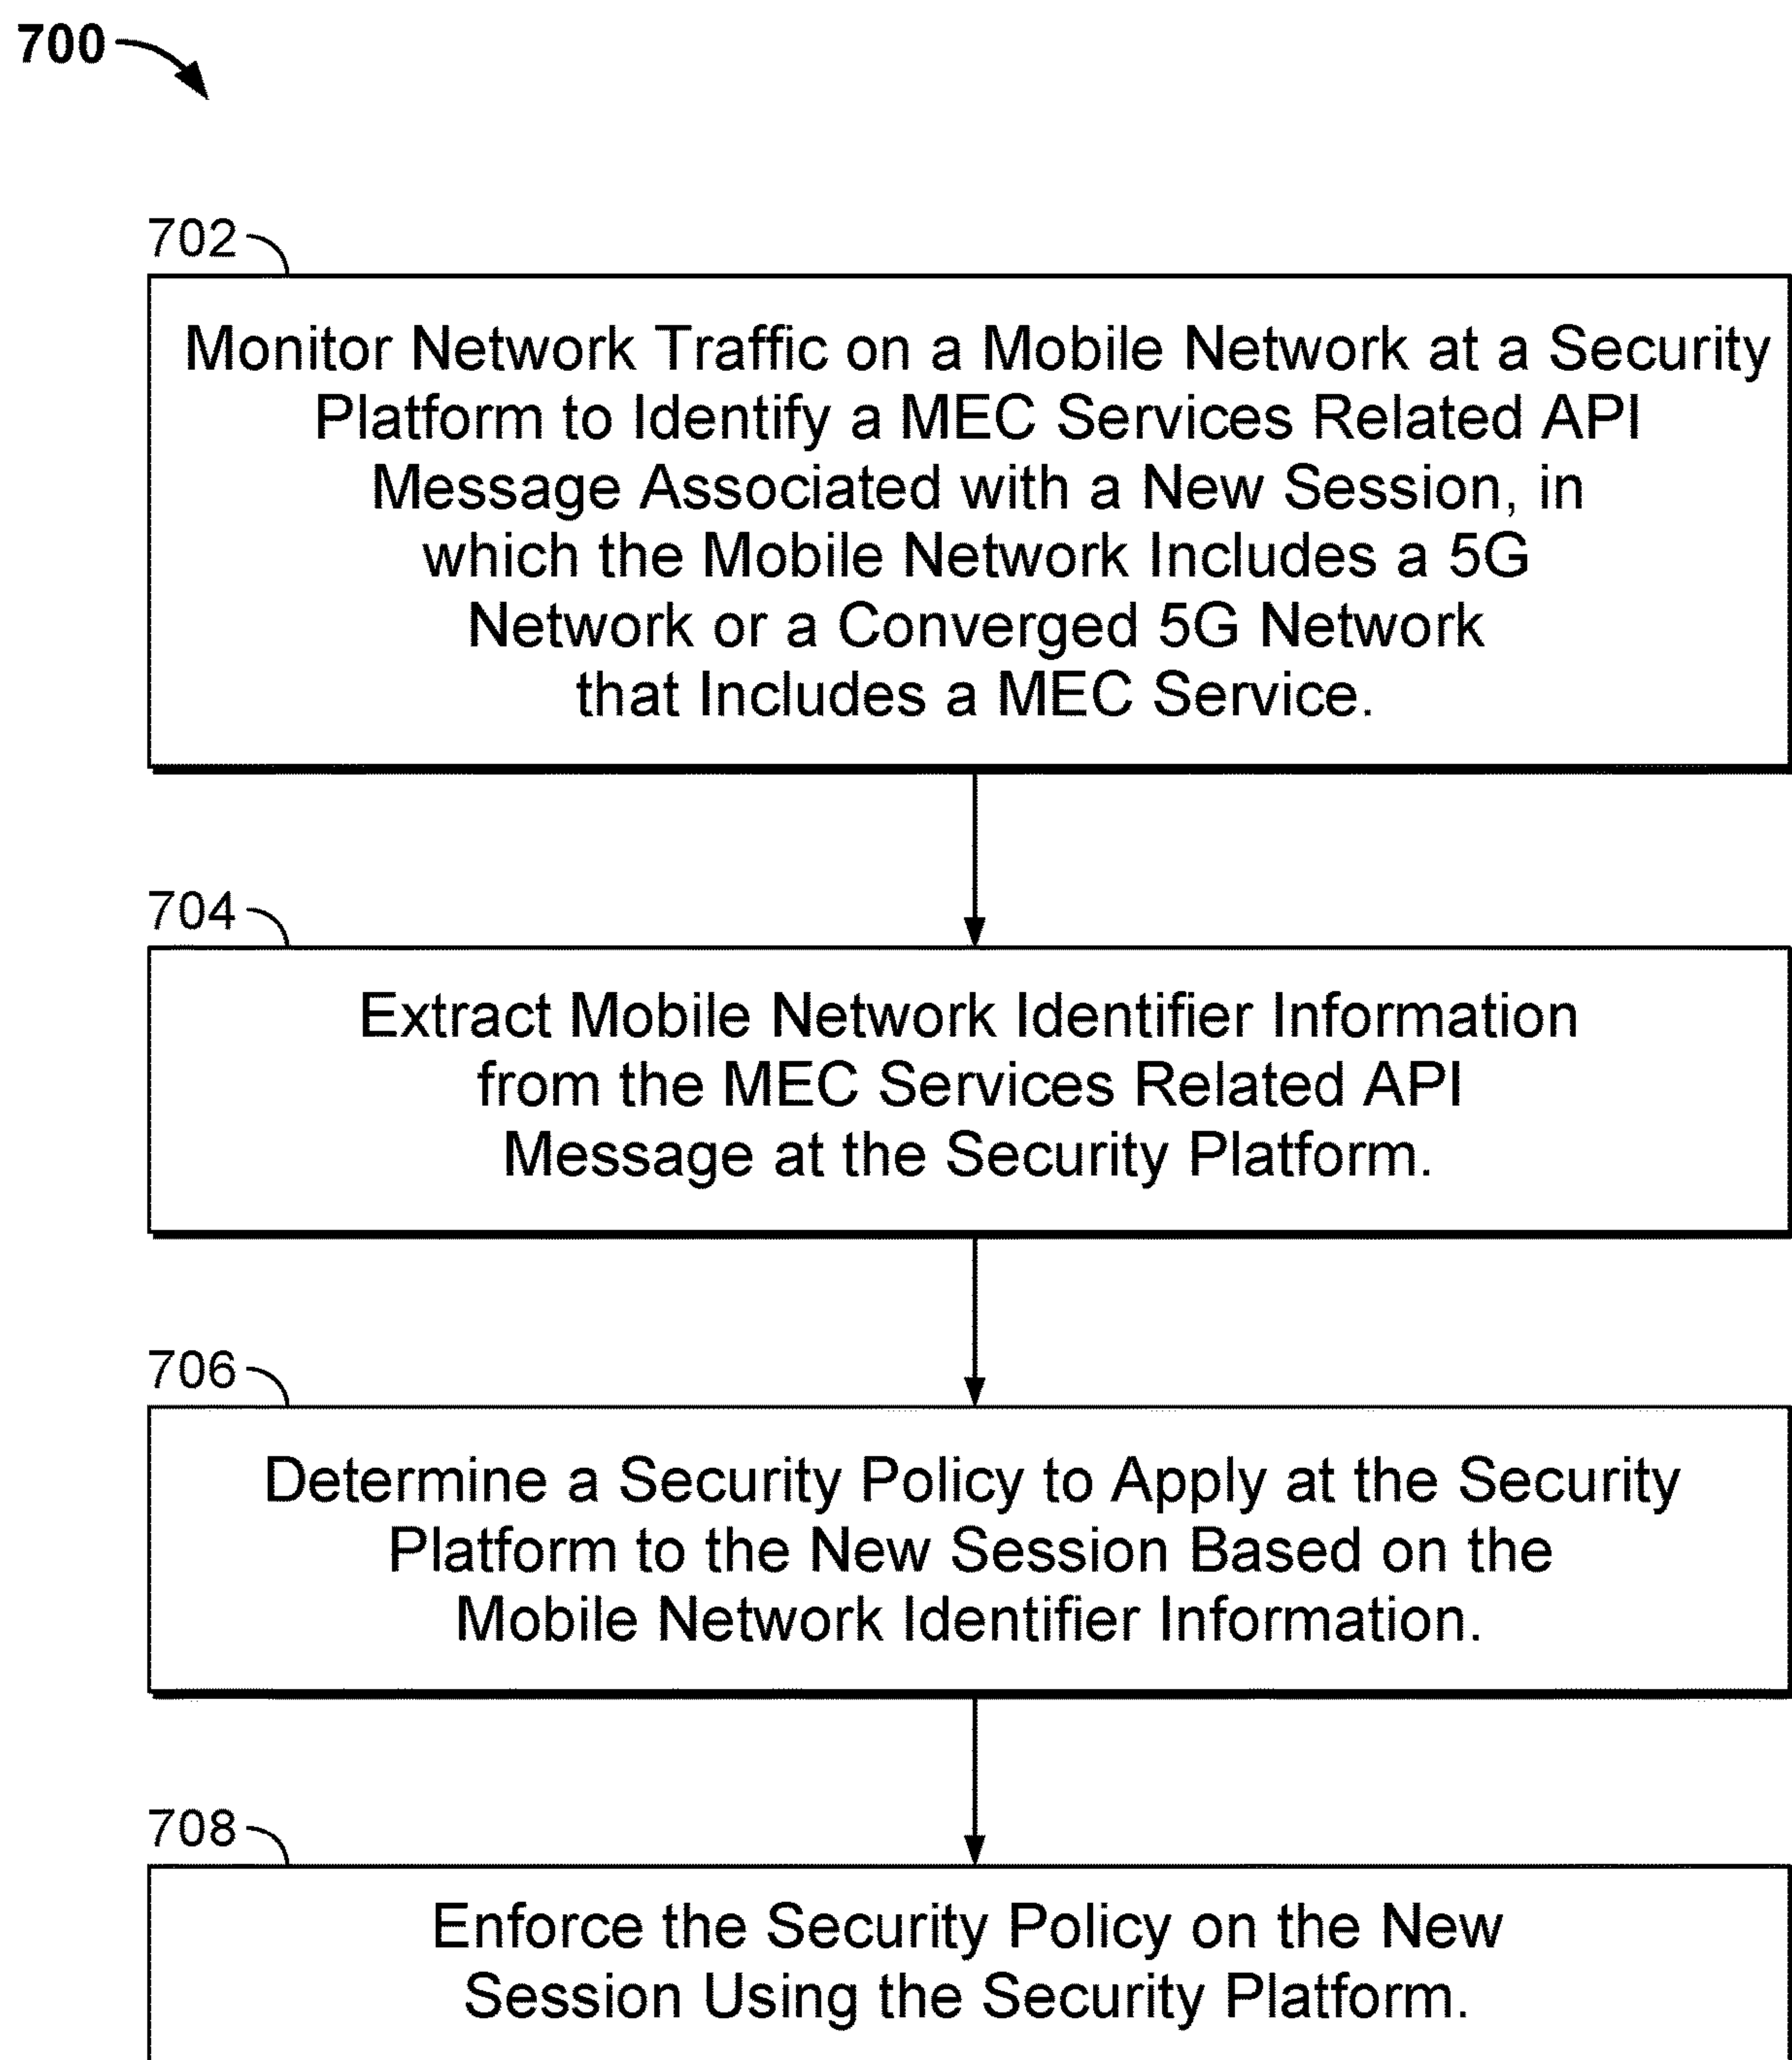 700
702
Monitor Network Traffic on a Mobile Network at a Security
Platform to Identify a MEC Services Related API
Message Associated with a New Session, in
which the Mobile Network Includes a 5G
Network or a Converged 5G Network
that Includes a MEC Service.
704
Extract Mobile Network Identifier Information
from the MEC Services Related API
Message at the Security Platform.
706
Determine a Security Policy to Apply at the Security
Platform to the New Session Based on the
Mobile Network Identifier Information.
708
Enforce the Security Policy on the New
Session Using the Security Platform.